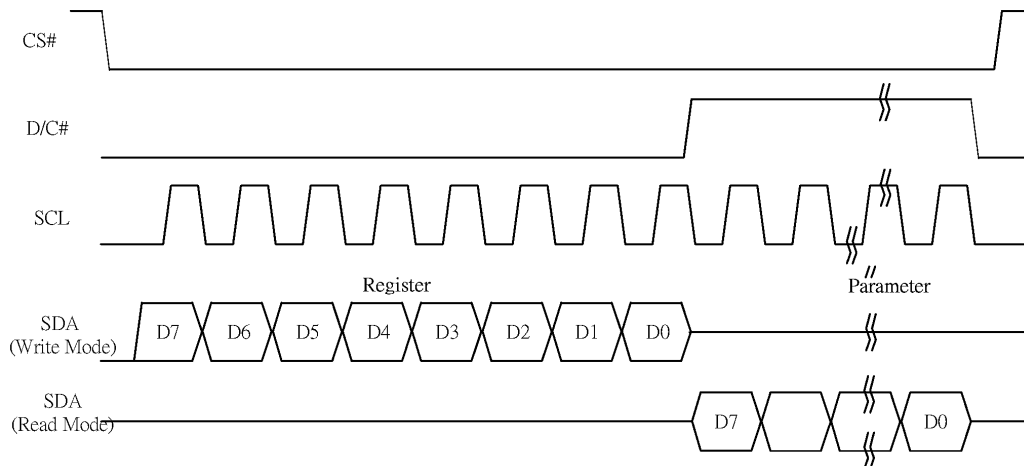 CS#
D/C#
SCL
Register
Parameter
SDA
(Write Mode)
D7 D6 D5 D4 D3 D2 D1 D0
SDA
(Read Mode)
D7 D0